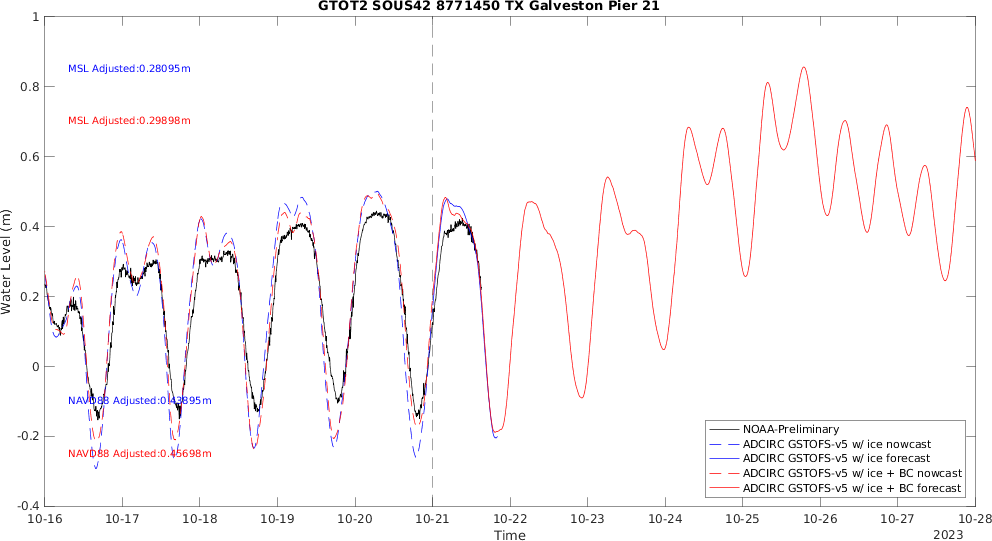 GTOT2 SOUS42 8771450 TX Galveston Pier 21
Water Level (m)
1
0.8
0.6
0.4
0.2
0
-0.2
-0.4
MSL Adjusted:0.28095m
MSL Adjusted:0.29898m
NAVD88 Adjusted:0.43895m
NAVD88 Adjusted:0.45698m
NOAA-Preliminary
ADCIRC GSTOFS-v5 w/ ice nowcast
ADCIRC GSTOFS-v5 w/ ice forecast
ADCIRC GSTOFS-v5 w/ ice + BC nowcast
ADCIRC GSTOFS-v5 w/ ice + BC forecast
10-16 10-17 10-18 10-19 10-20 10-21 10-22 10-23 10-24 10-25 10-26 10-27 10-28
Time
2023